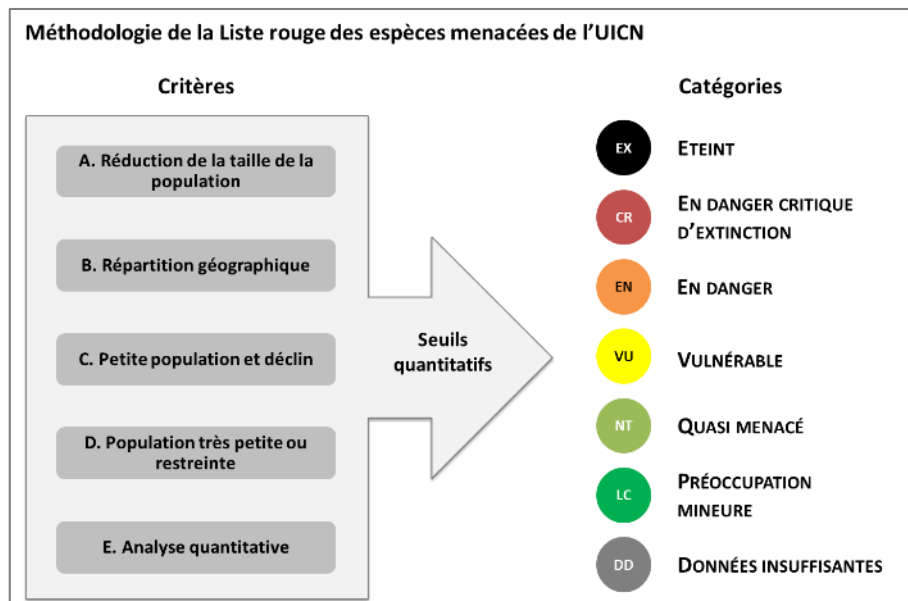 Méthodologie de la Liste rouge des espèces menacées de l'UICN
Critères
A. Réduction de la taille de la
population
B. Répartition géographique
C. Petite population et déclin
D. Population très petite ou
restreinte
E. Analyse quantitative
Seuils
quantitatifs
Catégories
EX
ETEINT
CR
EN DANGER CRITIQUE
D'EXTINCTION
EN
EN DANGER
VU
VULNÉRABLE
NT
QUASI MENACÉ
LC
PRÉOCCUPATION
MINEURE
DD
DONNÉES INSUFFISANTES